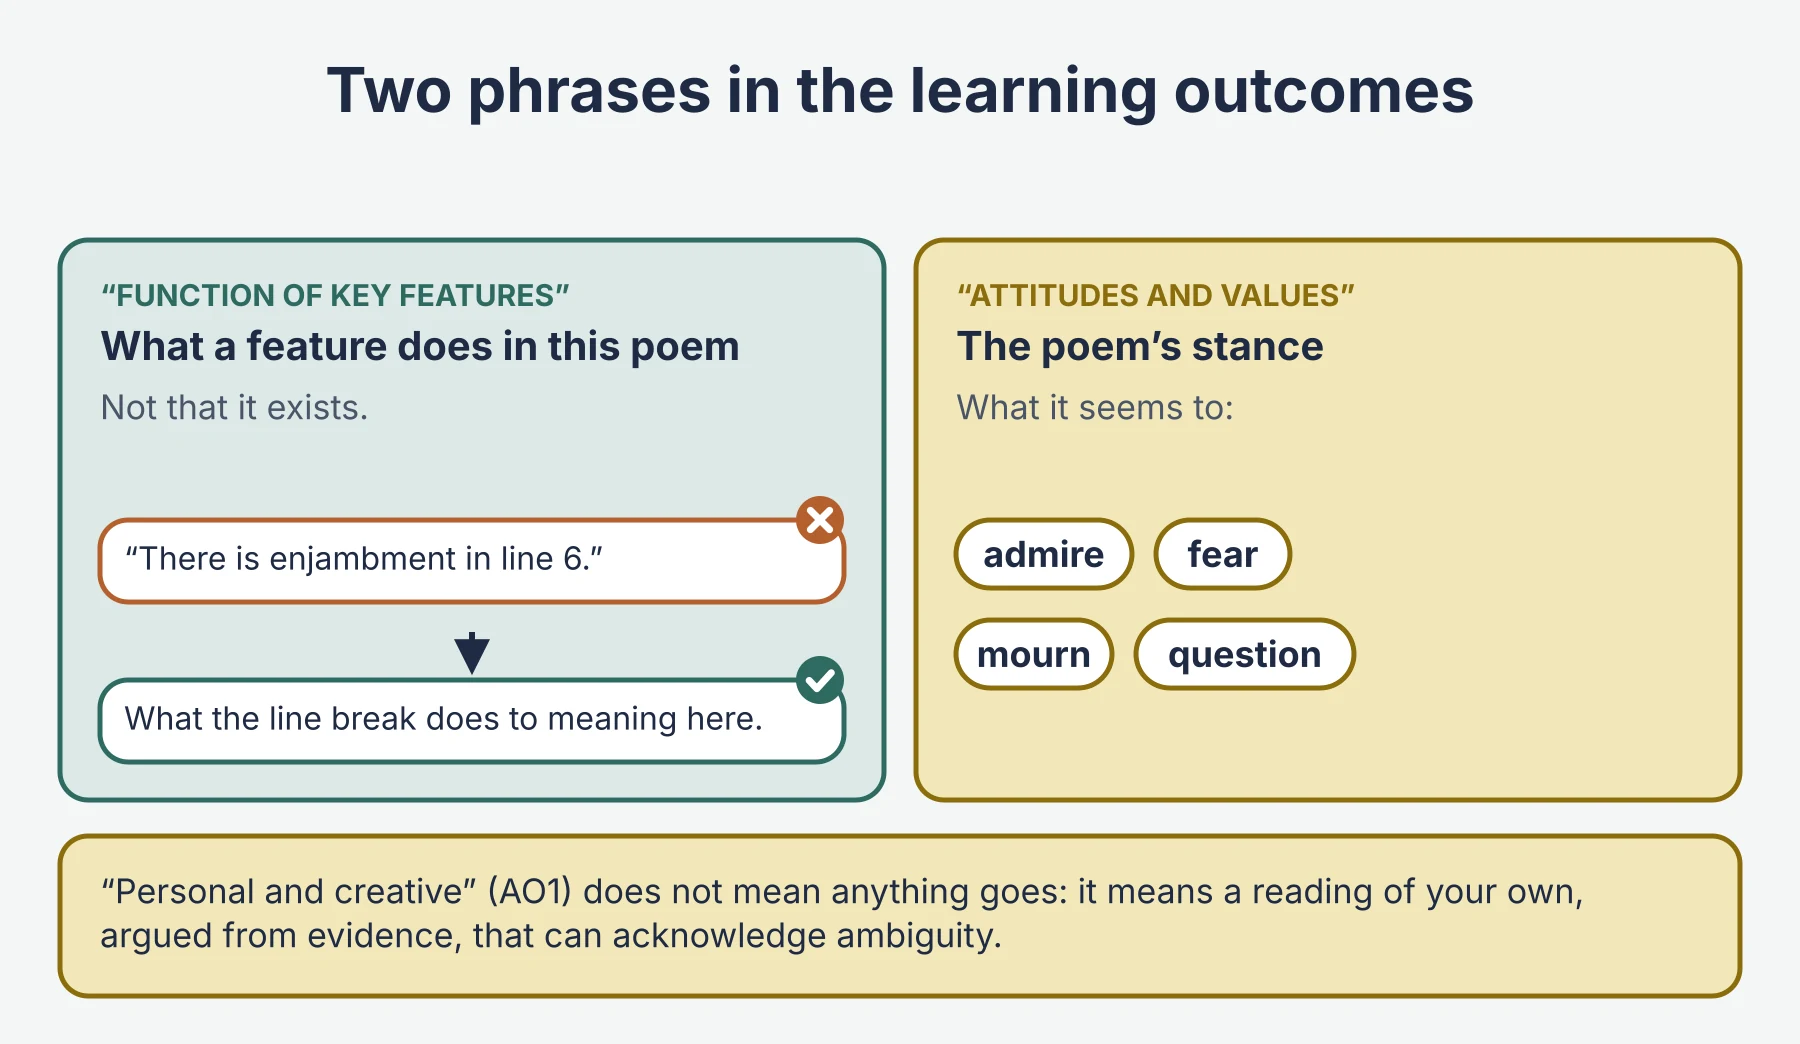 Two phrases in the learning outcomes
“FUNCTION OF KEY FEATURES”
What a feature does in this poem
Not that it exists.
“There is enjambment in line 6.”
What the line break does to meaning here.
“ATTITUDES AND VALUES”
The poem’s stance
What it seems to:
admire fear
mourn question
“Personal and creative” (AO1) does not mean anything goes: it means a reading of your own,
argued from evidence, that can acknowledge ambiguity.